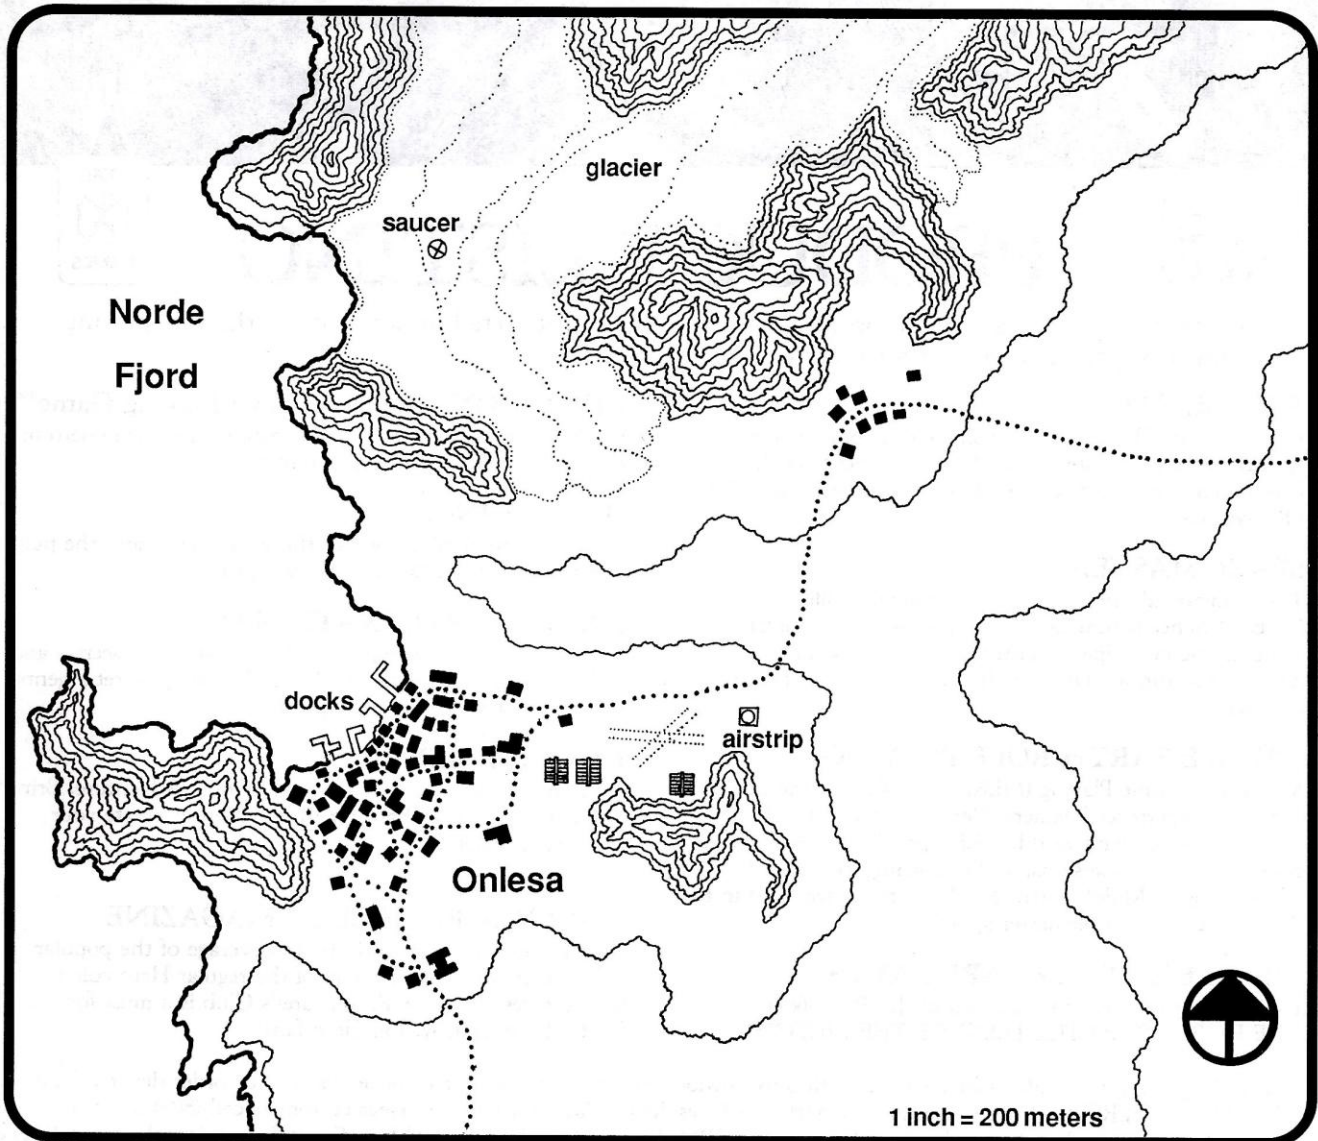 glacier
saucer
Norde
Fjord
docks
airstrip
Onlesa
1 inch = 200 meters